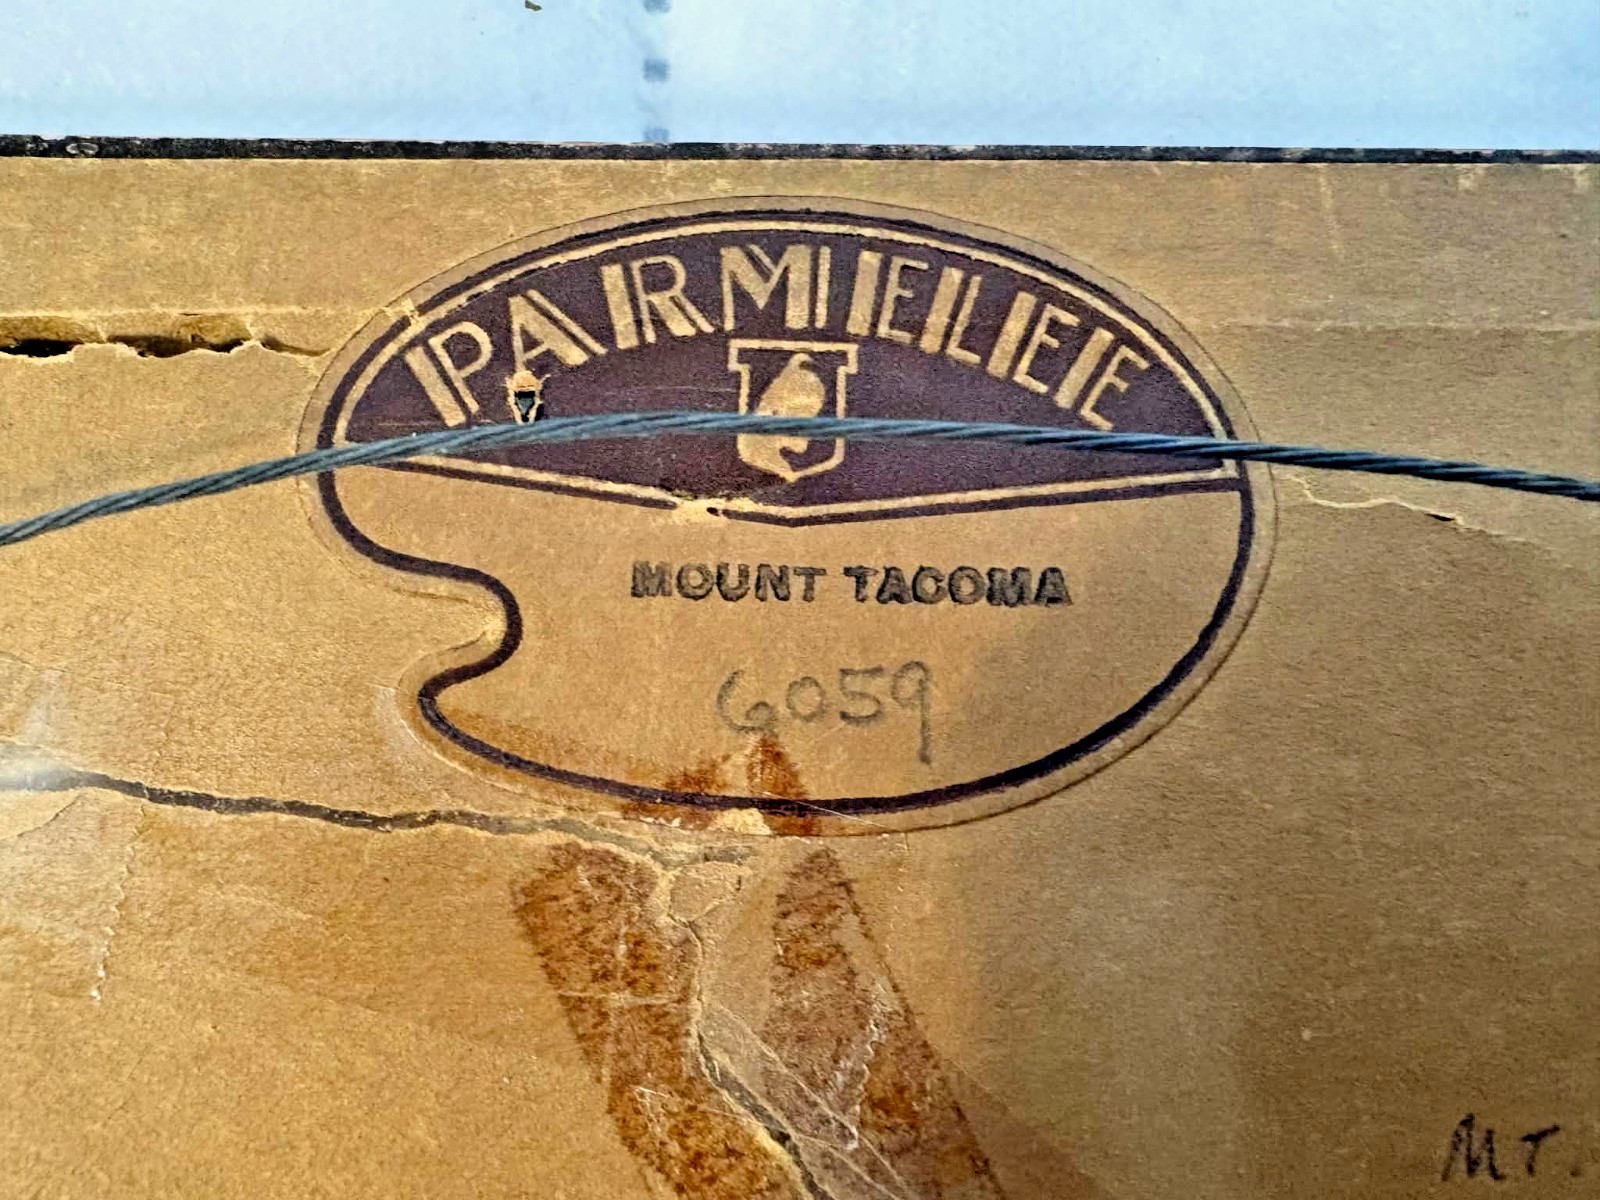 PARMELEE
MOUNT TACOMA
6059
MT.